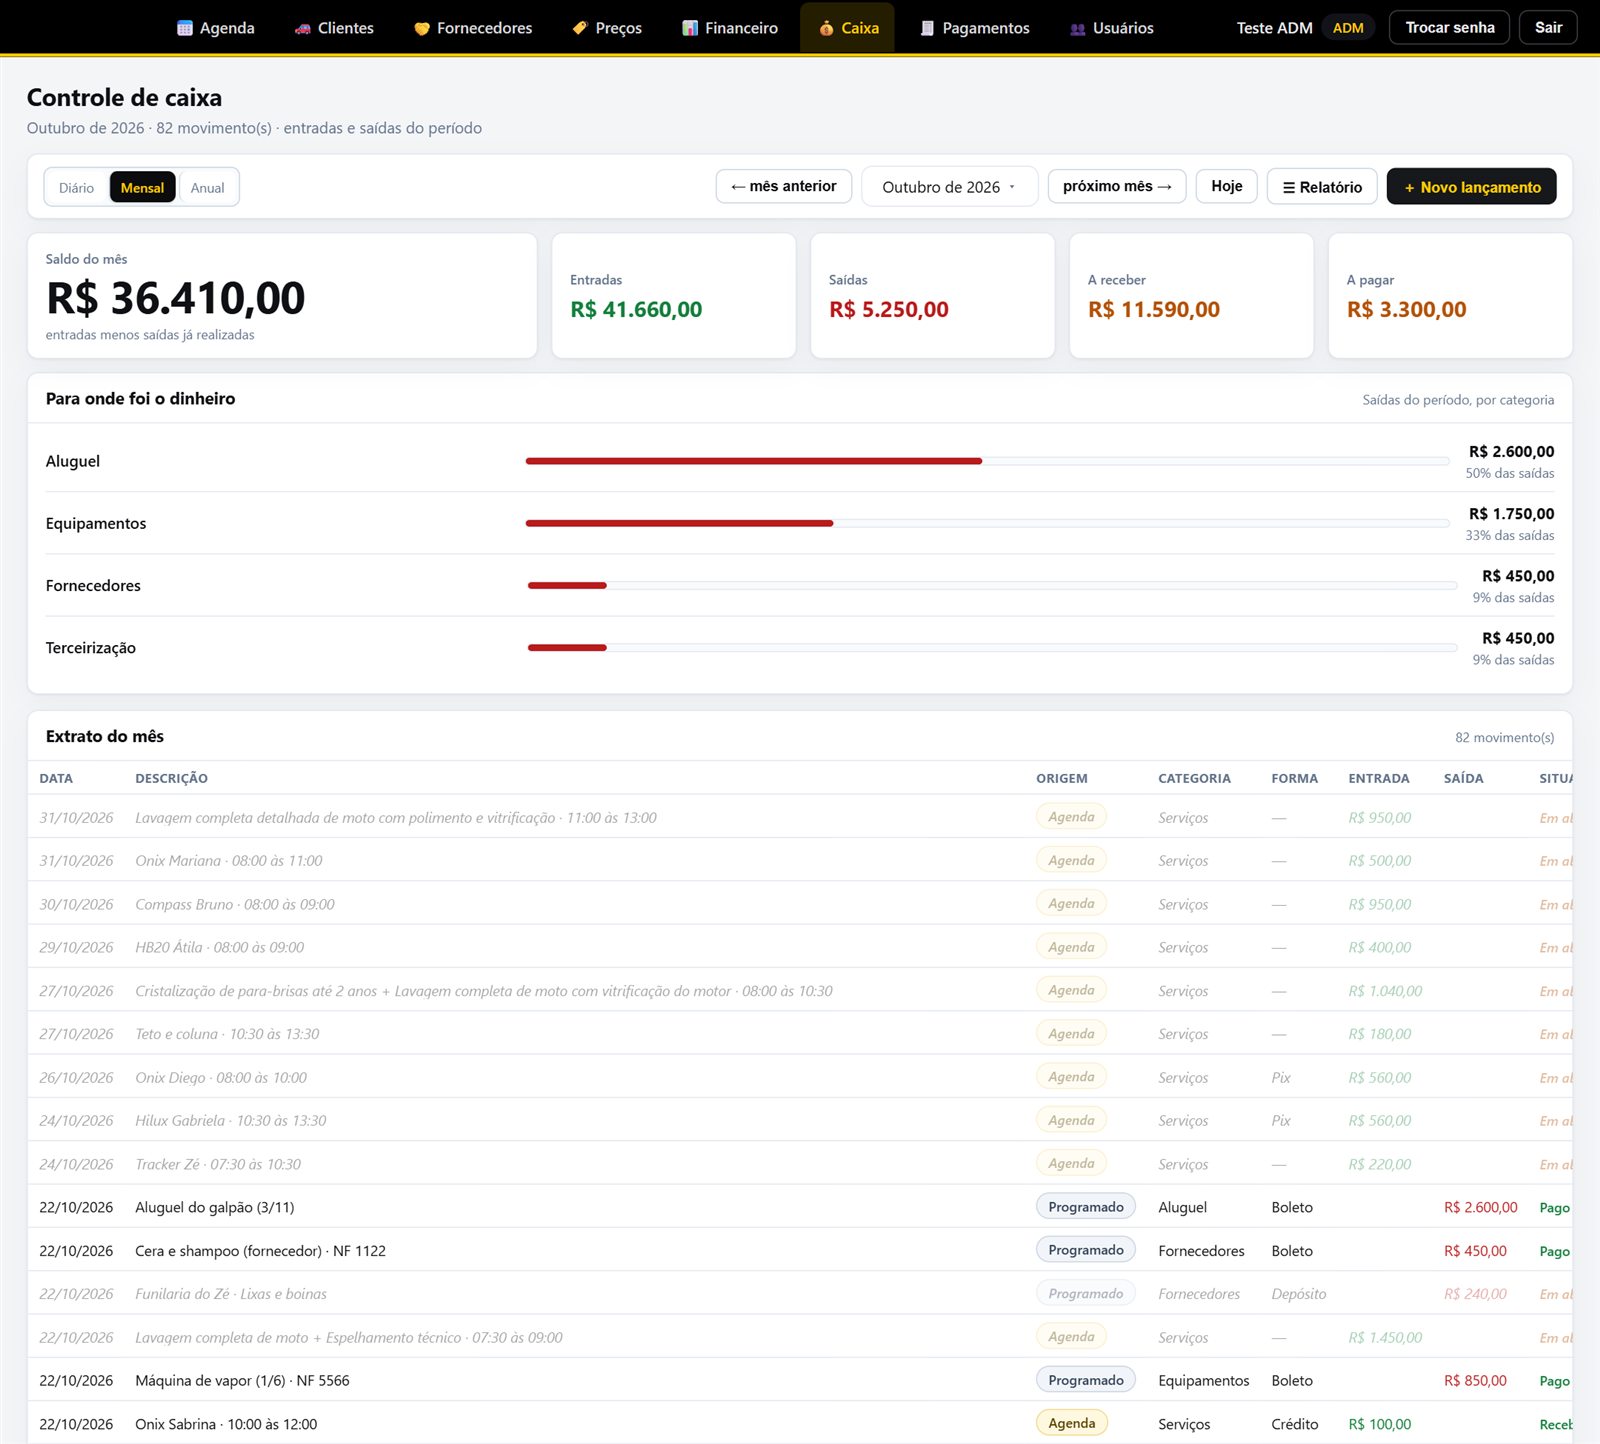 Agenda Clientes Fornecedores Preços Financeiro Caixa Pagamentos Usuários Teste ADM ADM Trocar senha Sair
Controle de caixa
Outubro de 2026 · 82 movimento(s) · entradas e saídas do período
Diário Mensal Anual ← mês anterior Outubro de 2026 próximo mês → Hoje ☰ Relatório + Novo lançamento
Saldo do mês
R$ 36.410,00
entradas menos saídas já realizadas
Entradas
R$ 41.660,00
Saídas
R$ 5.250,00
A receber
R$ 11.590,00
A pagar
R$ 3.300,00
Para onde foi o dinheiro Saídas do período, por categoria
Aluguel R$ 2.600,00
50% das saídas
Equipamentos R$ 1.750,00
33% das saídas
Fornecedores R$ 450,00
9% das saídas
Terceirização R$ 450,00
9% das saídas
Extrato do mês 82 movimento(s)
DATA DESCRIÇÃO ORIGEM CATEGORIA FORMA ENTRADA SAÍDA
31/10/2026 Lavagem completa detalhada de moto com polimento e vitrificação · 11:00 às 13:00 Agenda Serviços — R$ 950,00 Em
31/10/2026 Onix Mariana · 08:00 às 11:00 Agenda Serviços — R$ 500,00 Em
30/10/2026 Compass Bruno · 08:00 às 09:00 Agenda Serviços — R$ 950,00 Em
29/10/2026 HB20 Átila · 08:00 às 09:00 Agenda Serviços — R$ 400,00 Em
27/10/2026 Cristalização de para-brisas até 2 anos + Lavagem completa de moto com vitrificação do motor · 08:00 às 10:30 Agenda Serviços — R$ 1.040,00 Em
27/10/2026 Teto e coluna · 10:30 às 13:30 Agenda Serviços — R$ 180,00 Em
26/10/2026 Onix Diego · 08:00 às 10:00 Agenda Serviços Pix R$ 560,00 Em
24/10/2026 Hilux Gabriela · 10:30 às 13:30 Agenda Serviços Pix R$ 560,00 Em
24/10/2026 Tracker Zé · 07:30 às 10:30 Agenda Serviços — R$ 220,00 Em
22/10/2026 Aluguel do galpão (3/11) Programado Aluguel Boleto R$ 2.600,00 Pago
22/10/2026 Cera e shampoo (fornecedor) · NF 1122 Programado Fornecedores Boleto R$ 450,00 Pago
22/10/2026 Funilaria do Zé · Lixas e boinas Programado Fornecedores Depósito R$ 240,00 Em
22/10/2026 Lavagem completa de moto + Espelhamento técnico · 07:30 às 09:00 Agenda Serviços — R$ 1.450,00 Em
22/10/2026 Máquina de vapor (1/6) · NF 5566 Programado Equipamentos Boleto R$ 850,00 Pago
22/10/2026 Onix Sabrina · 10:00 às 12:00 Agenda Serviços Crédito R$ 100,00